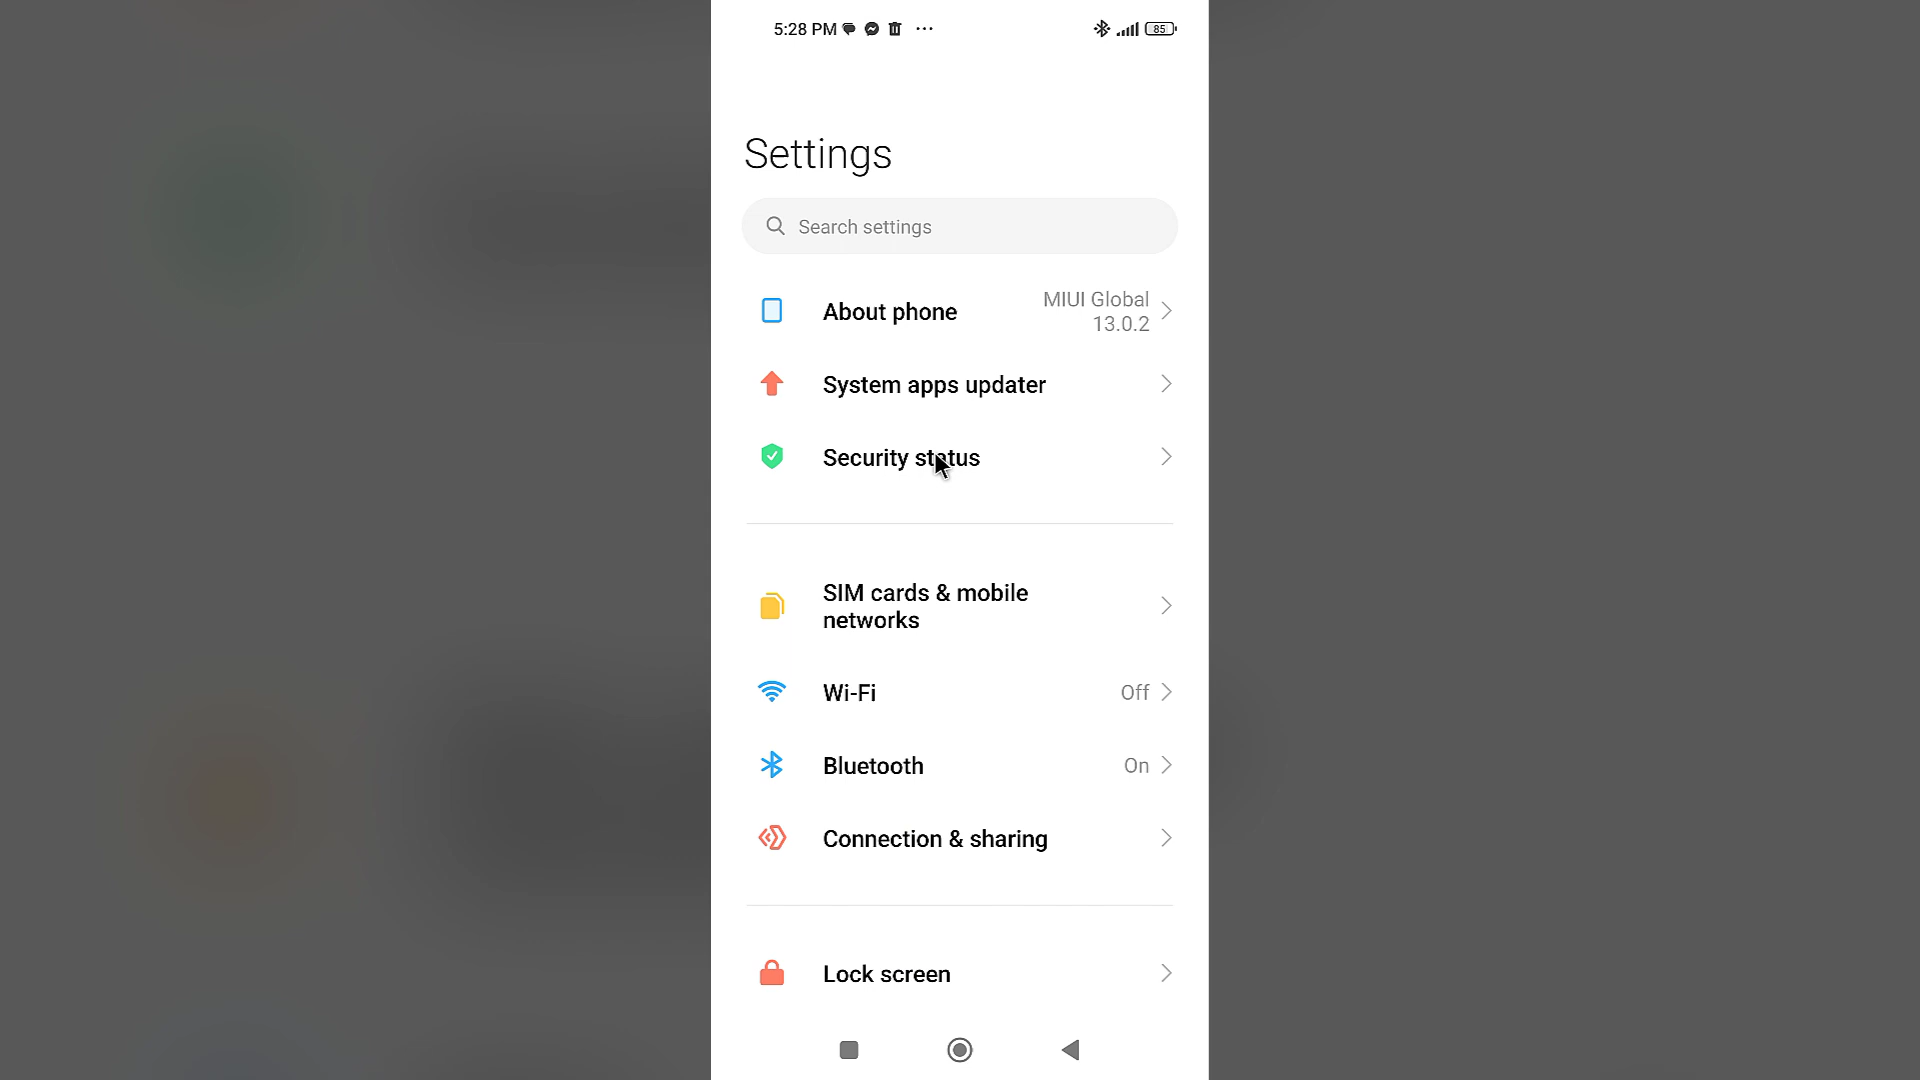 5:28 PM
85
Settings
Search settings
About phone
MIUI Global
13.0.2
System apps updater
Security status
SIM cards & mobile
networks
Wi-Fi
Off
Bluetooth
On
Connection & sharing
Lock screen